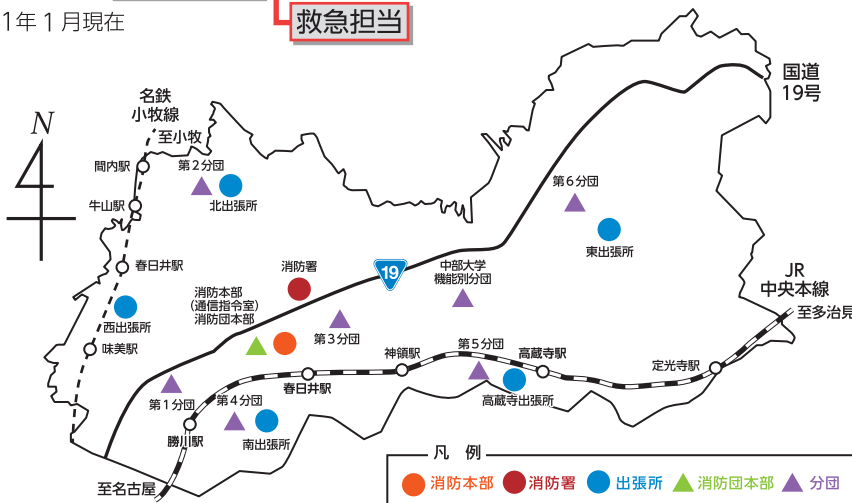 1年1月現在
救急担当
国道
19号
名鉄
小牧線
N
至小牧
間内駅
第2分団
北出張所
牛山駅
第6分団
東出張所
春日井駅
消防署
19
中部大学
機能別分団
JR
中央本線
至多治見
消防本部
(通信指令室)
消防団本部
西出張所
第3分団
味美駅
神領駅
第5分団
高蔵寺駅
定光寺駅
春日井駅
第1分団
第4分団
高蔵寺出張所
勝川駅
南出張所
至名古屋
凡 例
消防本部 消防署 出張所 消防団本部 分団